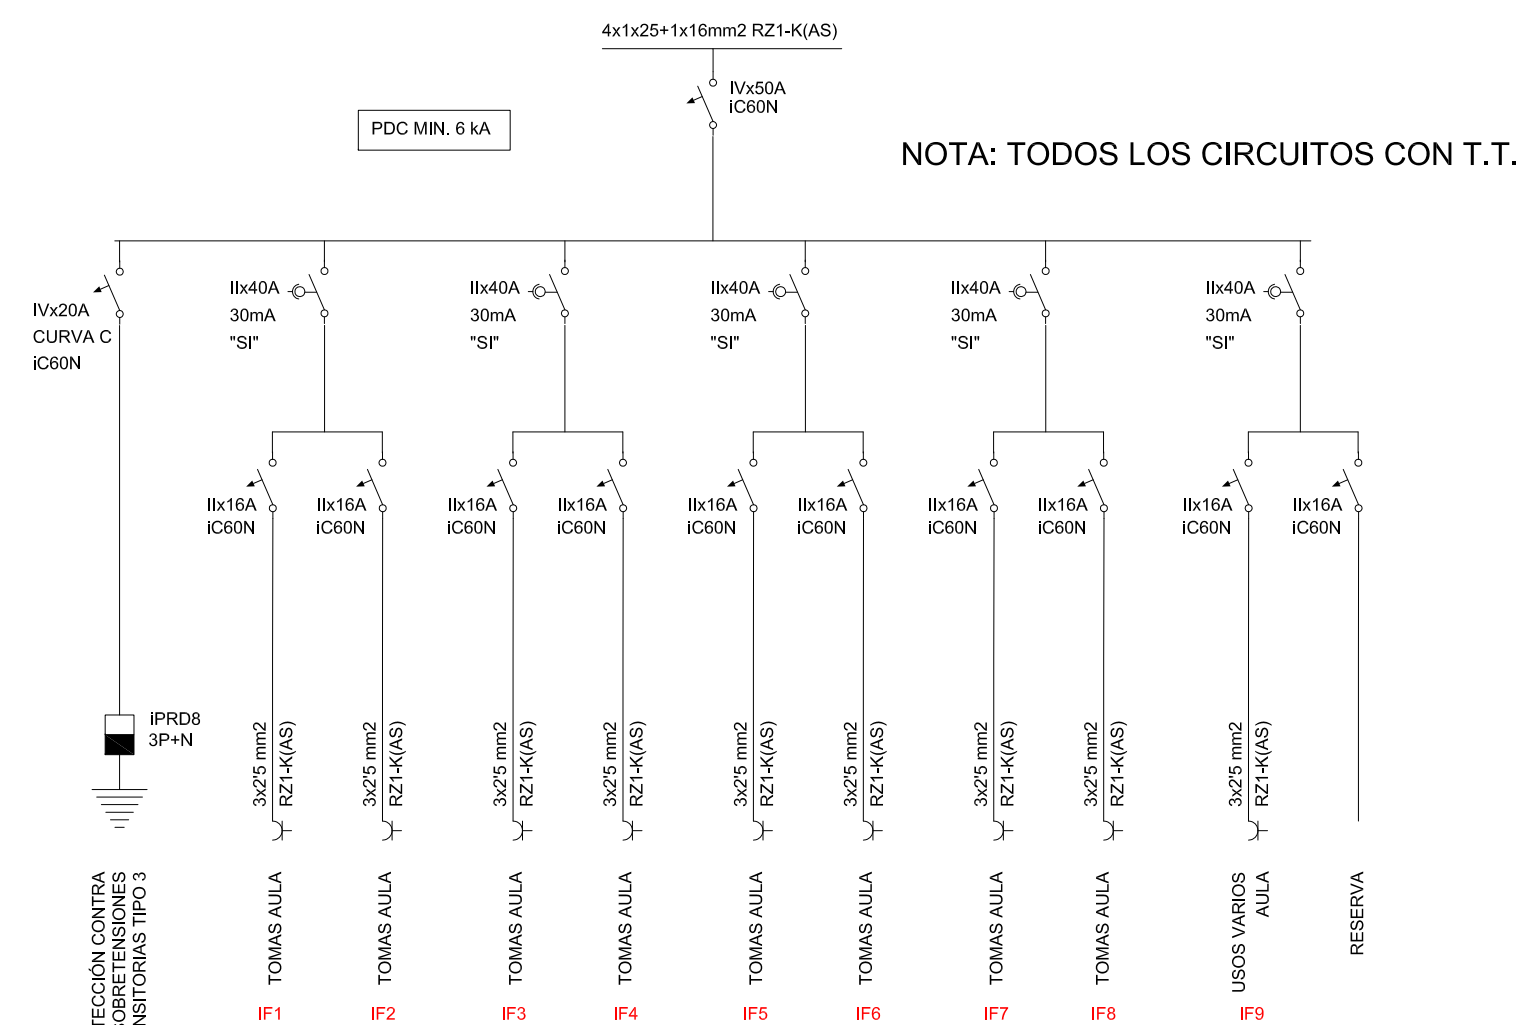 4x1x25+1x16mm2 RZ1-K(AS)
IVx50A
iC60N
PDC MIN. 6 kA
NOTA: TODOS LOS CIRCUITOS CON T.T.
IVx20A
CURVA C
iC60N
IIx40A
30mA
"SI"
IIx40A
30mA
"SI"
IIx40A
30mA
"SI"
IIx40A
30mA
"SI"
IIx40A
30mA
"SI"
IIx16A
iC60N
IIx16A
iC60N
IIx16A
iC60N
IIx16A
iC60N
IIx16A
iC60N
IIx16A
iC60N
IIx16A
iC60N
IIx16A
iC60N
IIx16A
iC60N
IIx16A
iC60N
iPRD8
3P+N
3x2'5 mm2
RZ1-K(AS)
3x2'5 mm2
RZ1-K(AS)
3x2'5 mm2
RZ1-K(AS)
3x2'5 mm2
RZ1-K(AS)
3x2'5 mm2
RZ1-K(AS)
3x2'5 mm2
RZ1-K(AS)
3x2'5 mm2
RZ1-K(AS)
3x2'5 mm2
RZ1-K(AS)
3x2'5 mm2
RZ1-K(AS)
TECCIÓN CONTRA
SOBRETENSIONES
NSITORIAS TIPO 3
TOMAS AULA
TOMAS AULA
TOMAS AULA
TOMAS AULA
TOMAS AULA
TOMAS AULA
TOMAS AULA
TOMAS AULA
USOS VARIOS
AULA
RESERVA
IF1
IF2
IF3
IF4
IF5
IF6
IF7
IF8
IF9